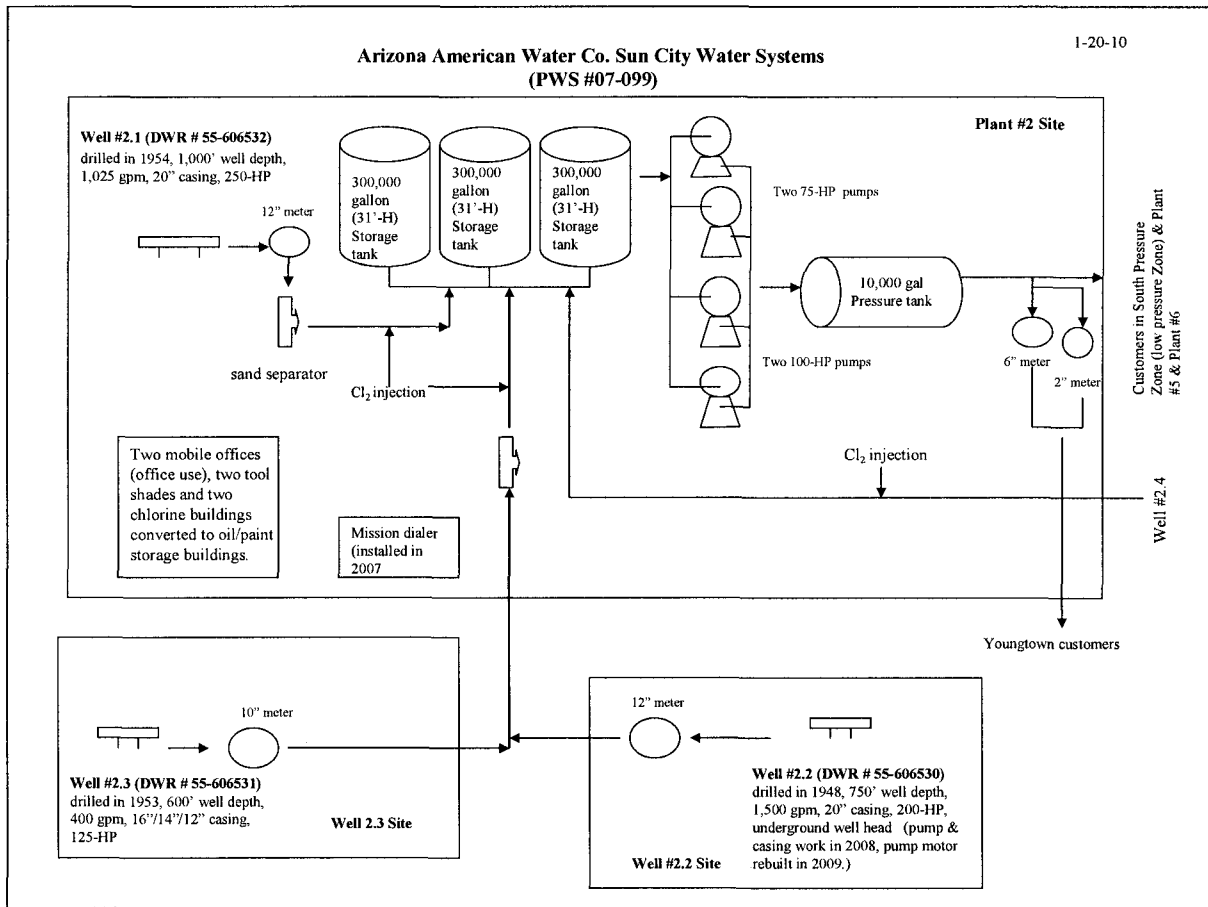 1-20-10
Arizona American Water Co. Sun City Water Systems
(PWS #07-099)
Plant #2 Site
Well #2.1 (DWR # 55-606532)
drilled in 1954, 1,000' well depth,
1,025 gpm, 20" casing, 250-HP
12" meter
sand separator
300,000
gallon
(31'-H)
Storage
tank
300,000
gallon
(31'-H)
Storage
tank
300,000
gallon
(31'-H)
Storage
tank
Cl₂ injection
Two 75-HP pumps
Two 100-HP pumps
10,000 gal
Pressure tank
6" meter
2" meter
Customers in South Pressure
Zone (low pressure Zone) & Plant
#5 & Plant #6
Cl₂ injection
Well #2.4
Two mobile offices
(office use), two tool
shades and two
chlorine buildings
converted to oil/paint
storage buildings.
Mission dialer
(installed in
2007
Youngtown customers
10" meter
Well #2.3 (DWR # 55-606531)
drilled in 1953, 600' well depth,
400 gpm, 16"/14"/12" casing,
125-HP
Well 2.3 Site
12" meter
Well #2.2 (DWR # 55-606530)
drilled in 1948, 750' well depth,
1,500 gpm, 20" casing, 200-HP,
underground well head (pump &
casing work in 2008, pump motor
rebuilt in 2009.)
Well #2.2 Site